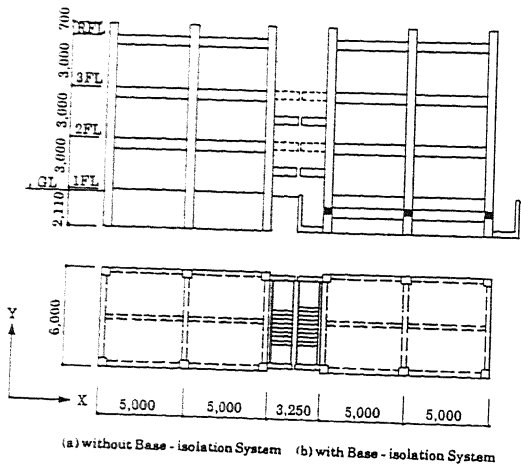 700
RFL
3,000
3FL
3,000
2FL
3,000
GL
1FL
2,110
6,000
Y
X
5,000
5,000
3,250
5,000
5,000
(a) without Base - isolation System
(b) with Base - isolation System